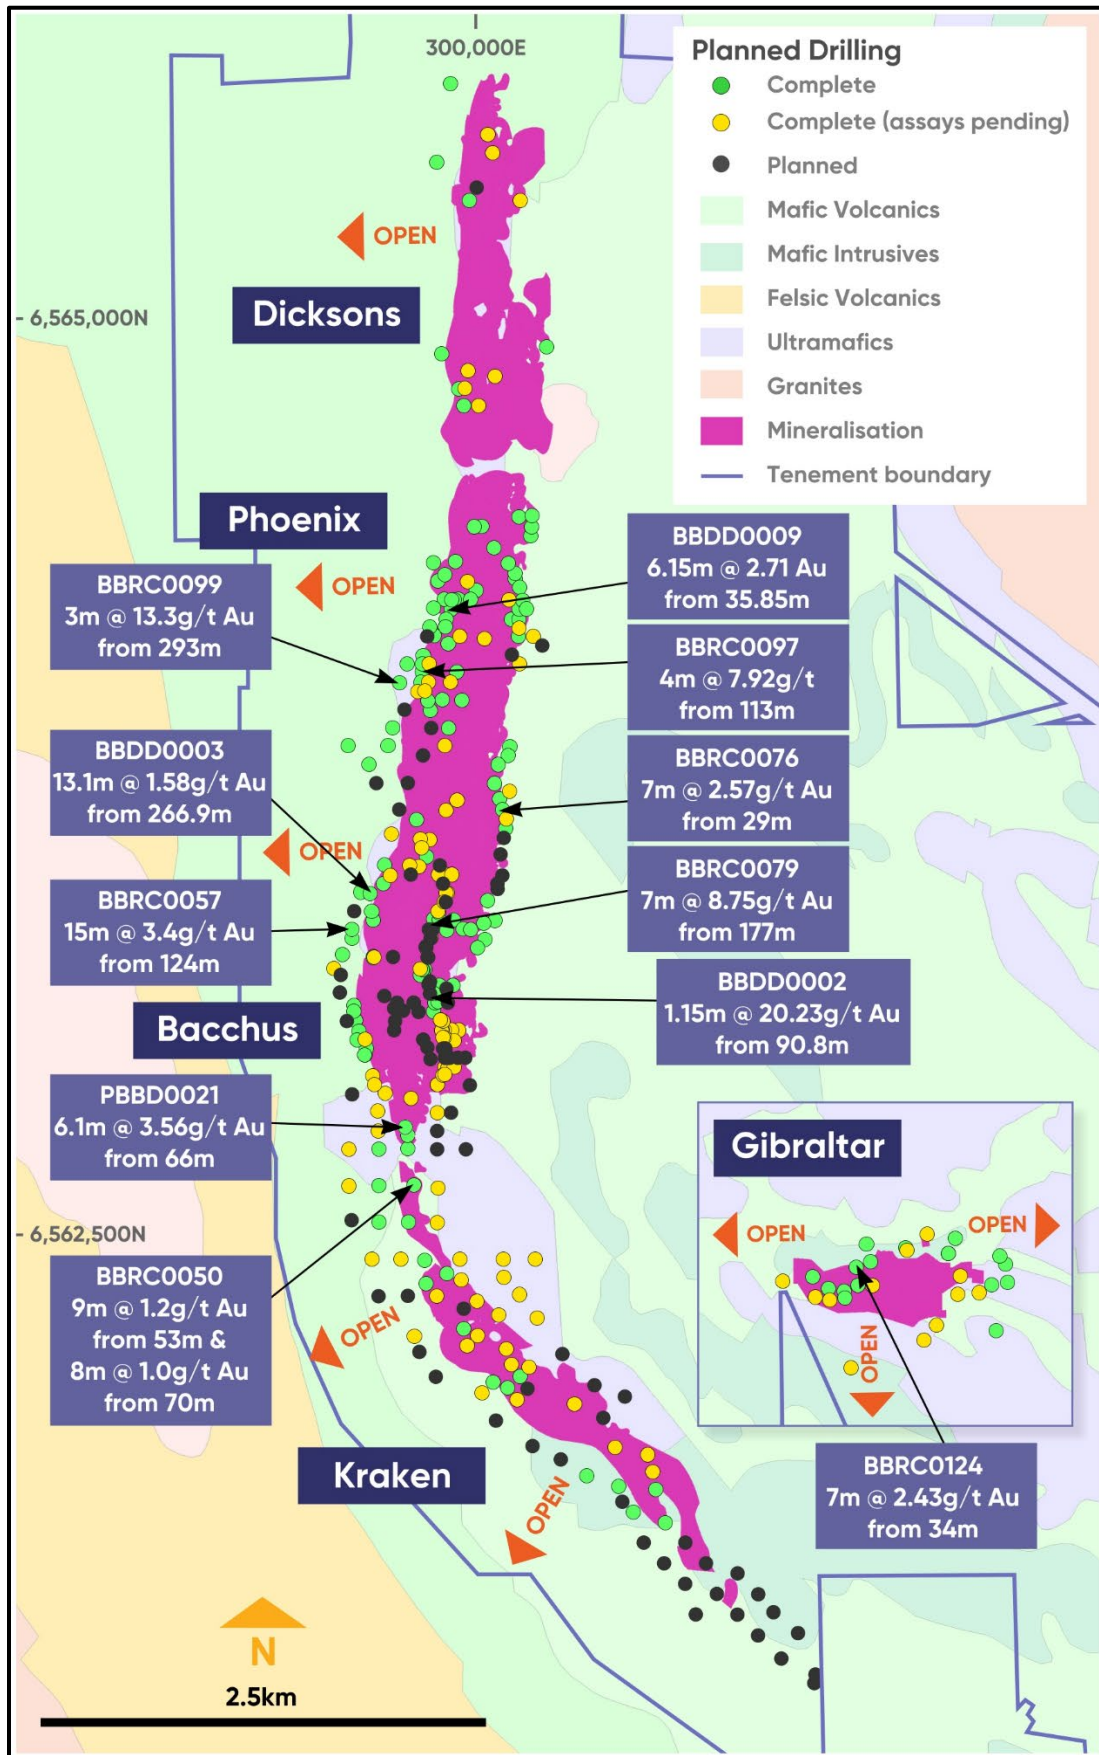 300,000E
Planned Drilling
Complete
Complete (assays pending)
Planned
Mafic Volcanics
Mafic Intrusives
Felsic Volcanics
Ultramafics
Granites
Mineralisation
Tenement boundary
OPEN
Dicksons
6,565,000N
Phoenix
OPEN
BBRC0099
3m @ 13.3g/t Au
from 293m
BBDD0009
6.15m @ 2.71 Au
from 35.85m
BBRC0097
4m @ 7.92g/t
from 113m
BBDD0003
13.1m @ 1.58g/t Au
from 266.9m
BBRC0076
7m @ 2.57g/t Au
from 29m
OPEN
BBRC0057
15m @ 3.4g/t Au
from 124m
BBRC0079
7m @ 8.75g/t Au
from 177m
BBDD0002
1.15m @ 20.23g/t Au
from 90.8m
Bacchus
PBBD0021
6.1m @ 3.56g/t Au
from 66m
Gibraltar
OPEN
OPEN
OPEN
6,562,500N
BBRC0050
9m @ 1.2g/t Au
from 53m &
8m @ 1.0g/t Au
from 70m
OPEN
Kraken
OPEN
BBRC0124
7m @ 2.43g/t Au
from 34m
N
2.5km